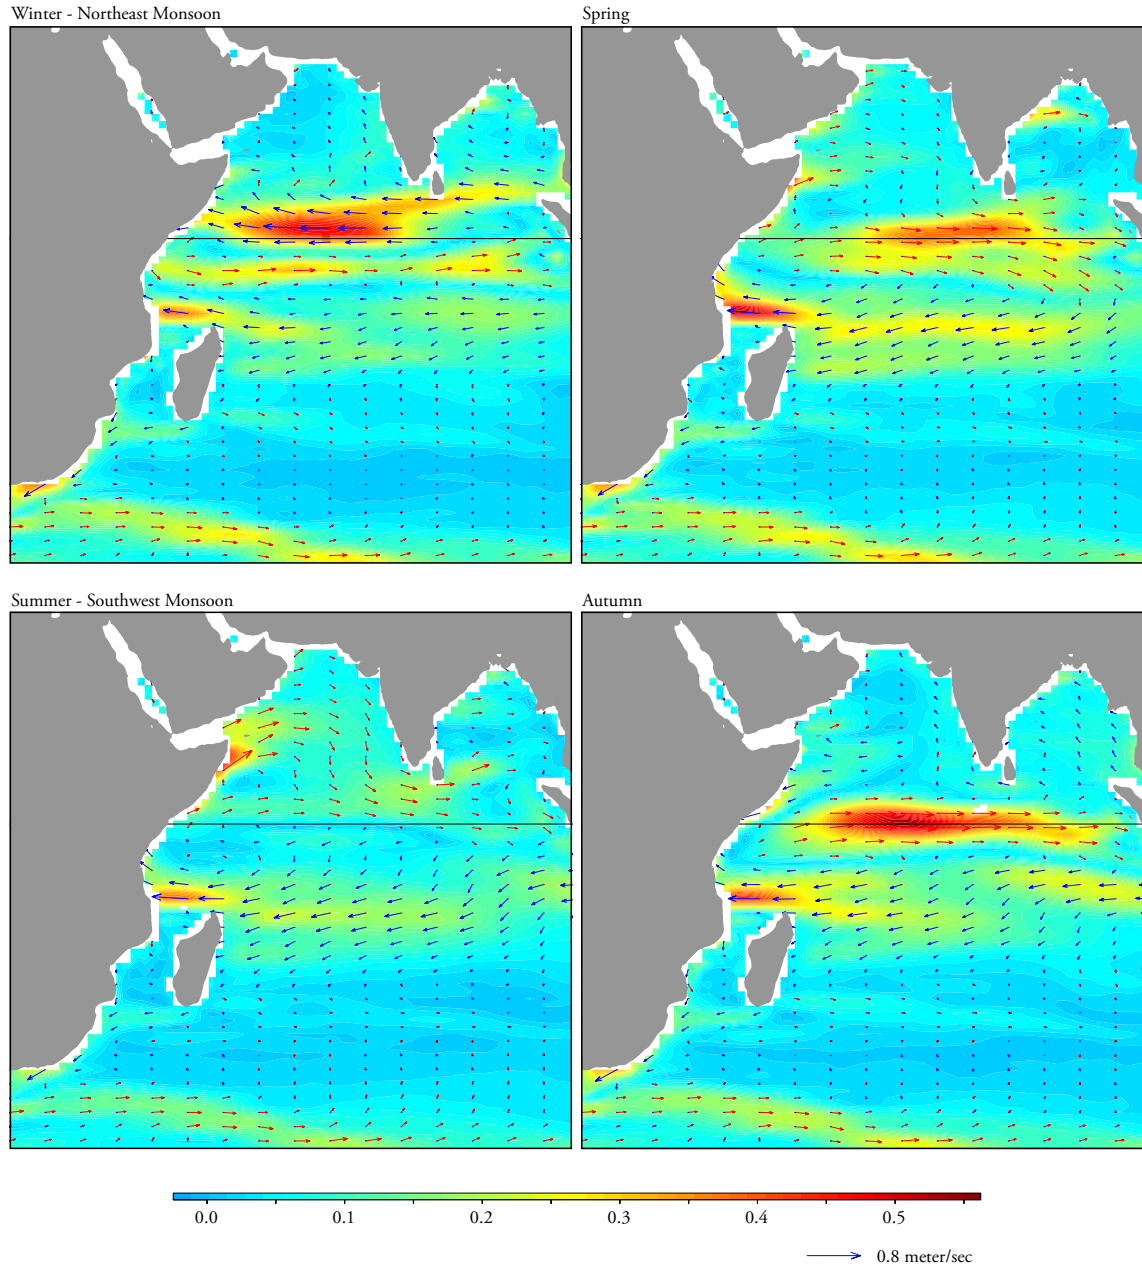 Winter - Northeast Monsoon
Spring
Summer - Southwest Monsoon
Autumn
0.0 0.1 0.2 0.3 0.4 0.5
0.8 meter/sec